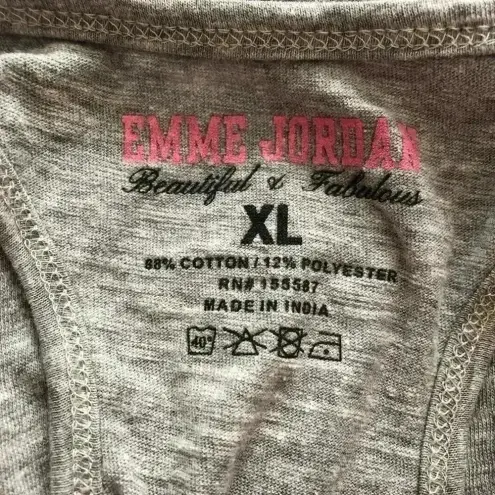 EMME JORDAN
Beautiful & Fabulous
XL
88% COTTON / 12% POLYESTER
RN# 155587
MADE IN INDIA
40°